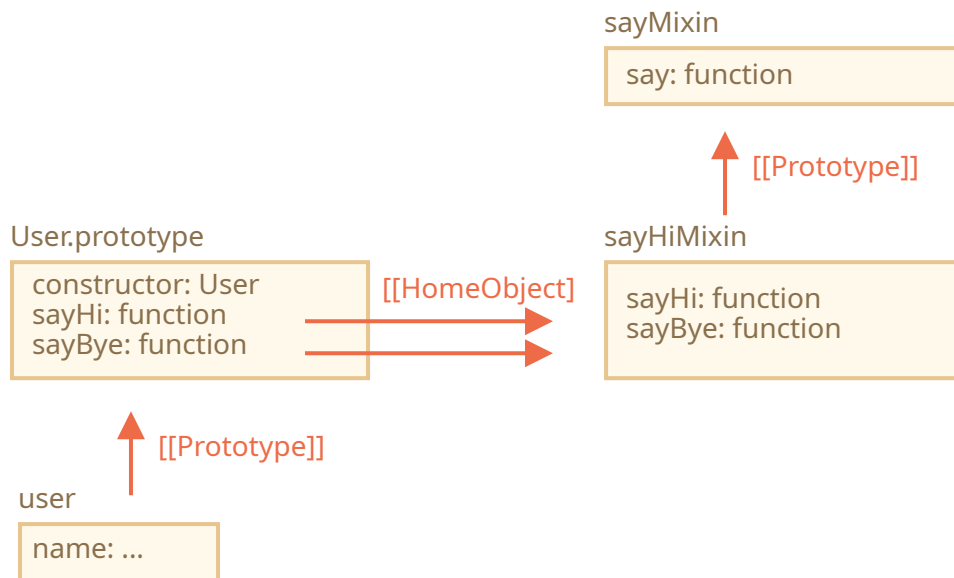 sayMixin
say: function
[[Prototype]]
User.prototype
sayHiMixin
constructor: User
sayHi: function
sayBye: function
[[HomeObject]
sayHi: function
sayBye: function
[[Prototype]]
user
name: ...